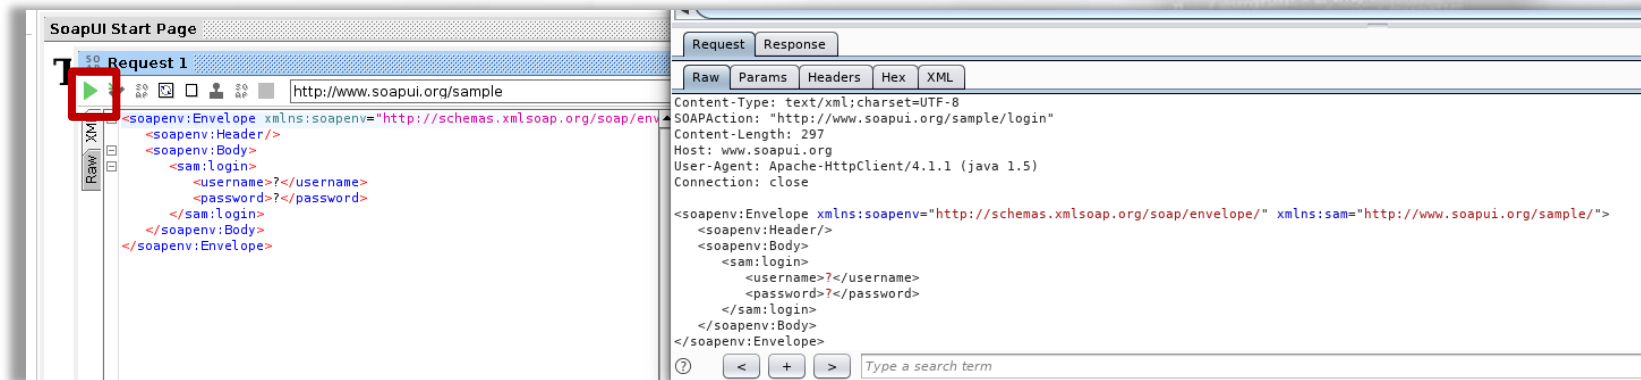 SoapUI Start Page
Request 1
http://www.soapui.org/sample
XM
Raw
<soapenv:Envelope xmlns:soapenv="http://schemas.xmlsoap.org/soap/env
<soapenv:Header/>
<soapenv:Body>
<sam:login>
<username>?</username>
<password>?</password>
</sam:login>
</soapenv:Body>
</soapenv:Envelope>
Request Response
Raw Params Headers Hex XML
Content-Type: text/xml;charset=UTF-8
SOAPAction: "http://www.soapui.org/sample/login"
Content-Length: 297
Host: www.soapui.org
User-Agent: Apache-HttpClient/4.1.1 (java 1.5)
Connection: close
<soapenv:Envelope xmlns:soapenv="http://schemas.xmlsoap.org/soap/envelope/" xmlns:sam="http://www.soapui.org/sample/">
<soapenv:Header/>
<soapenv:Body>
<sam:login>
<username>?</username>
<password>?</password>
</sam:login>
</soapenv:Body>
</soapenv:Envelope>
? < + > Type a search term